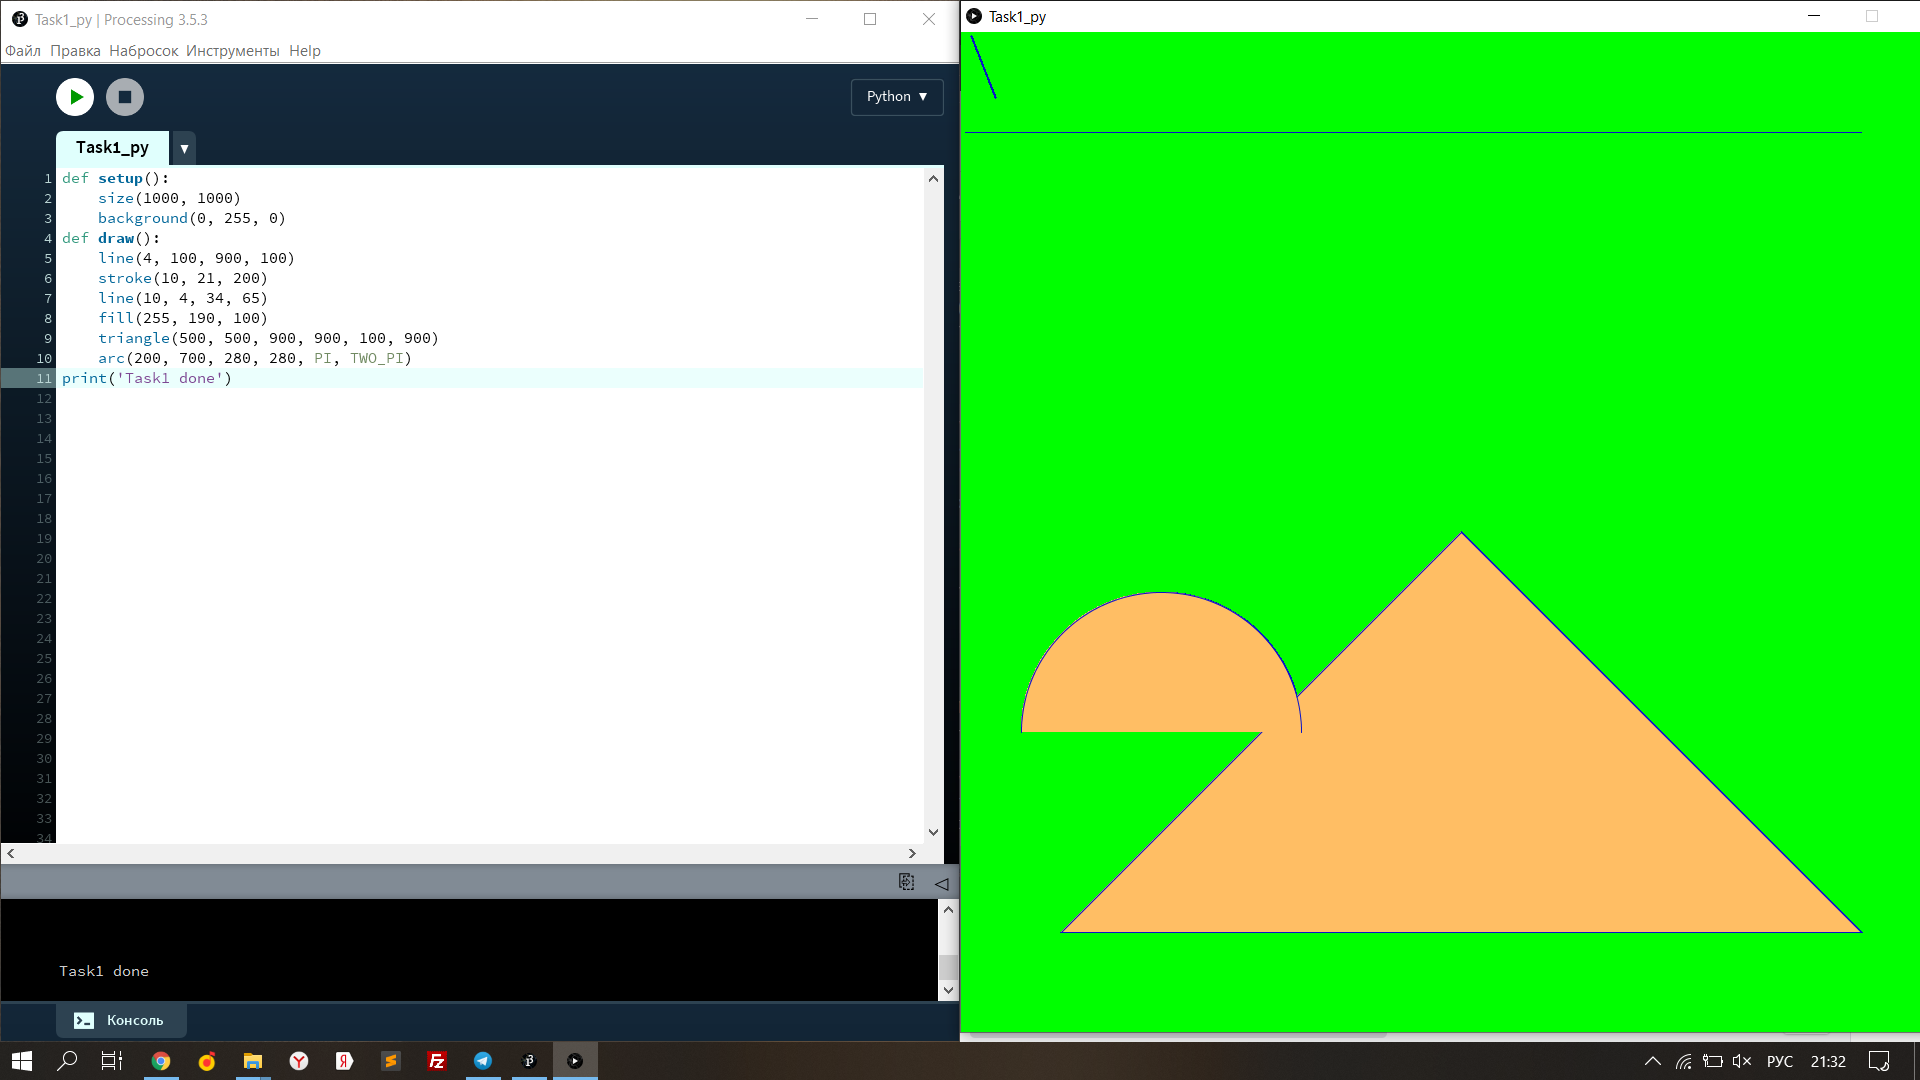 Task1_py | Processing 3.5.3
Файл Правка Набросок Инструменты Help
Python ▼
Task1_py ▼
1 def setup():
2     size(1000, 1000)
3     background(0, 255, 0)
4 def draw():
5     line(4, 100, 900, 100)
6     stroke(10, 21, 200)
7     line(10, 4, 34, 65)
8     fill(255, 190, 100)
9     triangle(500, 500, 900, 900, 100, 900)
10     arc(200, 700, 280, 280, PI, TWO_PI)
11 print('Task1 done')
12
13
14
15
16
17
18
19
20
21
22
23
24
25
26
27
28
29
30
31
32
33
34
Task1 done
Консоль
Task1_py
РУС 21:32